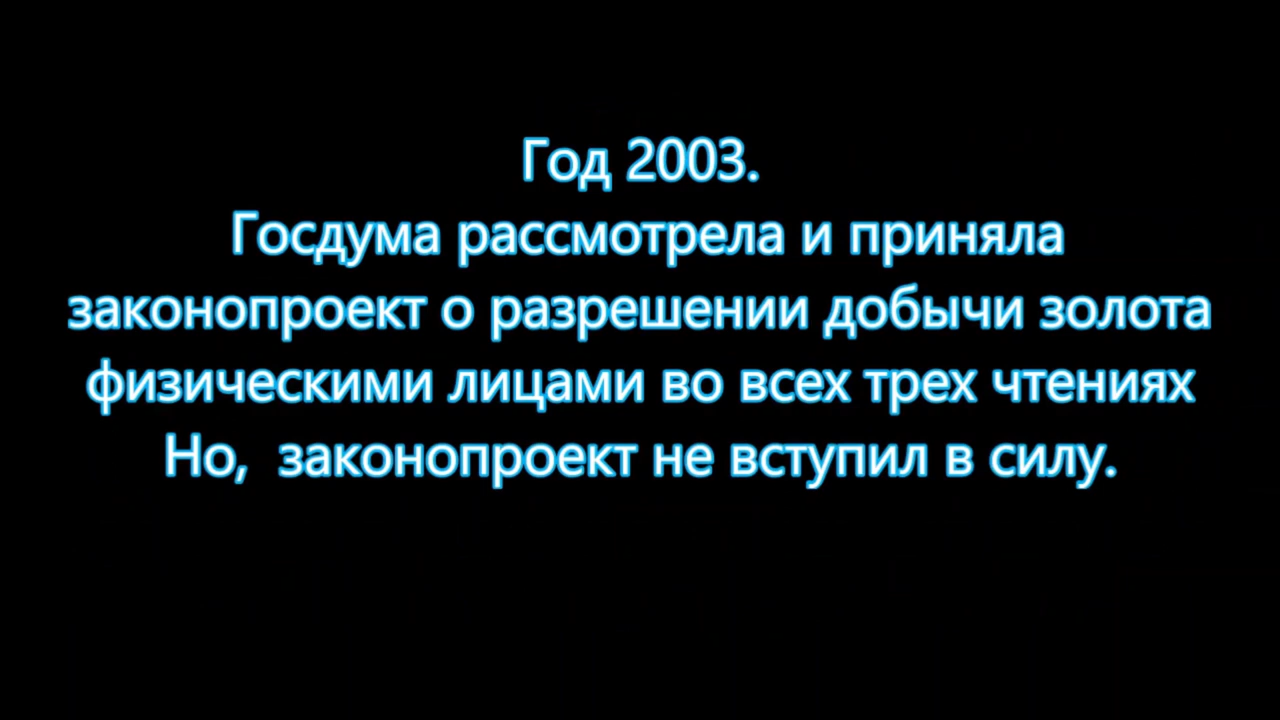 Год 2003.
Госдума рассмотрела и приняла
законопроект о разрешении добычи золота
физическими лицами во всех трех чтениях
Но,  законопроект не вступил в силу.